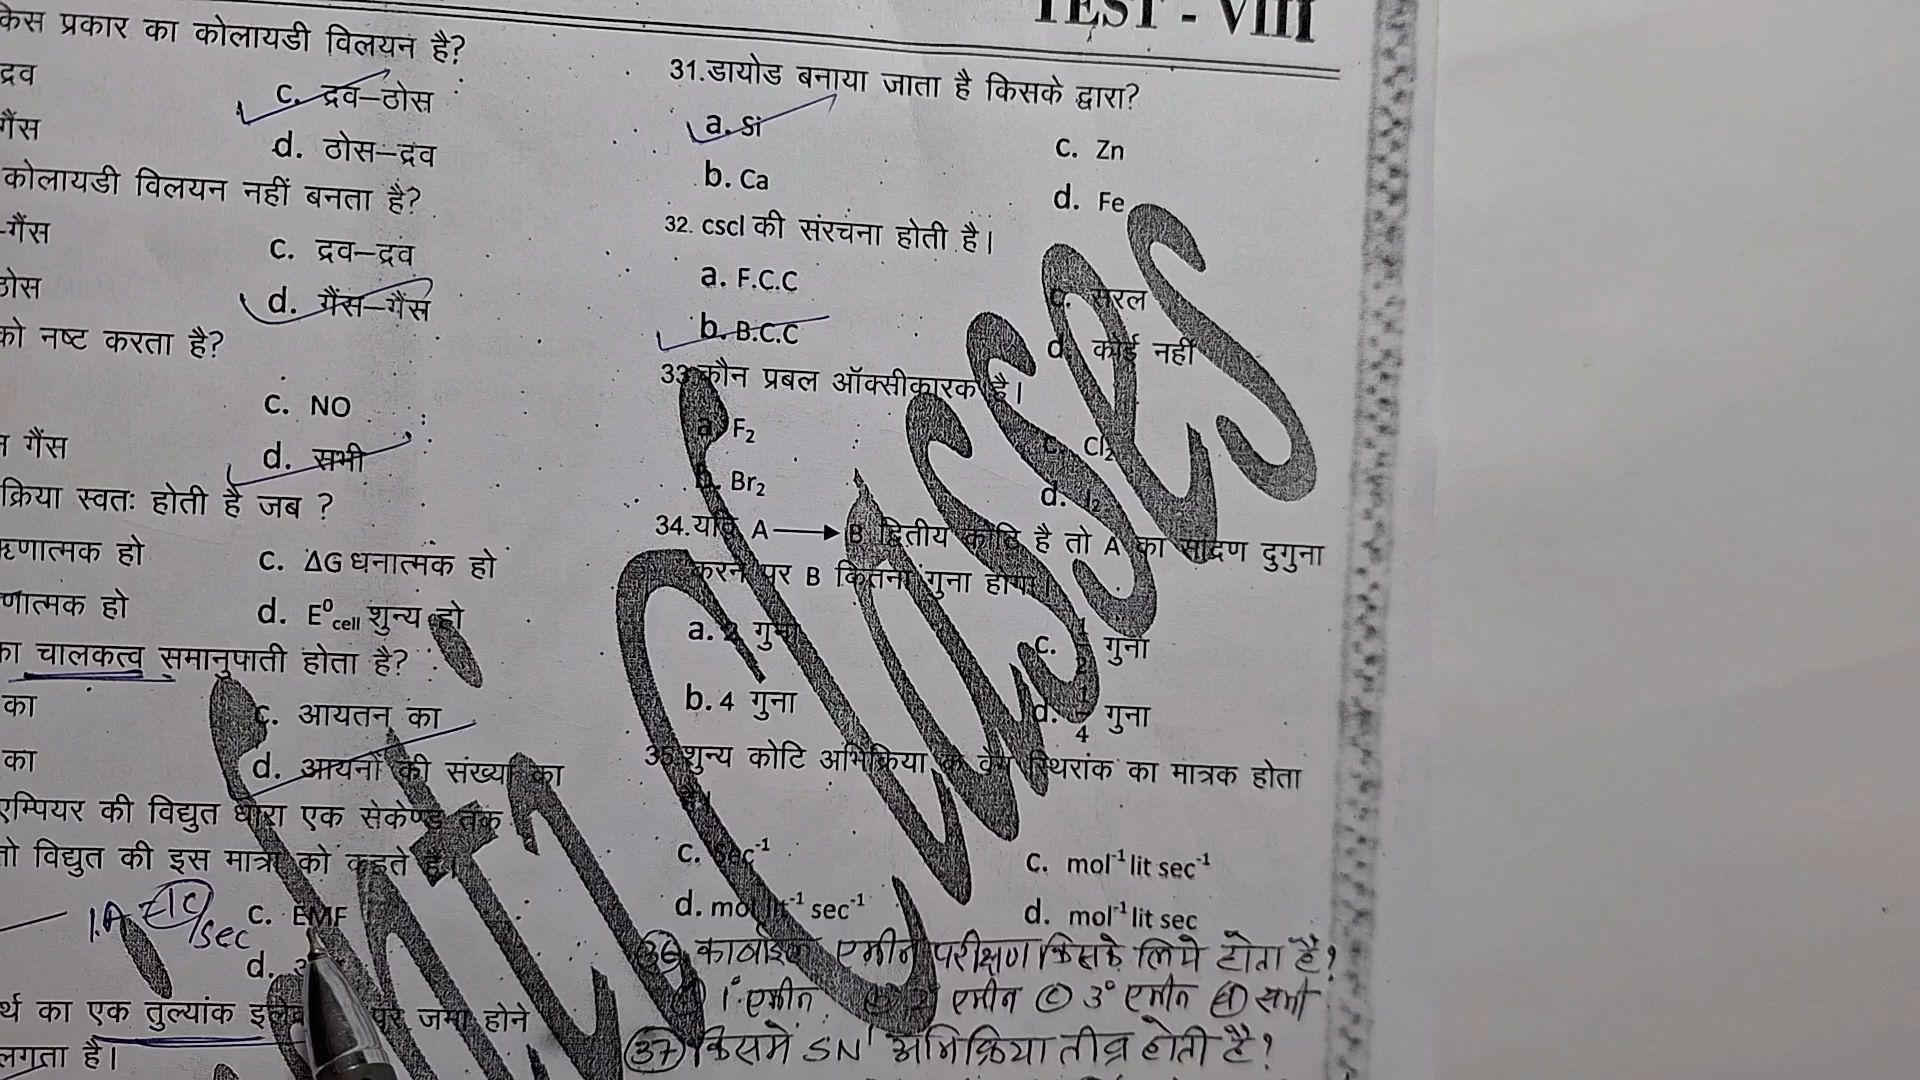 TEST - VIII
किस प्रकार का कोलायडी विलयन है?
द्रव
c. द्रव–ठोस
गैंस
d. ठोस–द्रव
कोलायडी विलयन नहीं बनता है?
-गैंस
c. द्रव–द्रव
ठोस
d. गैंस–गैंस
को नष्ट करता है?
c. NO
गैंस
d. सभी
क्रिया स्वतः होती है जब ?
ऋणात्मक हो
c. ΔG धनात्मक हो
णात्मक हो
d. E⁰cell शून्य हो
का चालकत्व समानुपाती होता है?
का
c. आयतन का
का
d. आयनों की संख्या का
एम्पियर की विद्युत धारा एक सेकेण्ड तक
तो विद्युत की इस मात्रा को कहते है।
1.A
1C/sec
c. EMF
d.
र्थ का एक तुल्यांक पर जमा होने
लगता है।
31.डायोड बनाया जाता है किसके द्वारा?
a. Si
c. Zn
b. Ca
d. Fe
32. cscl की संरचना होती है।
a. F.C.C
c. सरल
b. B.C.C
d. कोई नहीं
33.कौन प्रबल ऑक्सीकारक है।
a. F₂
c. Cl₂
b. Br₂
d. I₂
34.यदि A ⟶ B द्वितीय कोटि है तो A का सांद्रण दुगुना
करने पर B कितना गुना होगा।
a. 2 गुना
c. 1/2 गुना
b. 4 गुना
d. 1/4 गुना
35.शुन्य कोटि अभिक्रिया के वेग स्थिरांक का मात्रक होता
है।
c. Sec⁻¹
c. mol⁻¹ lit sec⁻¹
d. mol lit⁻¹ sec⁻¹
d. mol⁻¹ lit sec
(36) कार्वाइल एमीन परीक्षण किसके लिये होता है?
1° एमीन (b) 2° एमीन (c) 3° एमीन (d) सभी
(37) किसमें SN¹ अभिक्रिया तीव्र होती है?
Classes